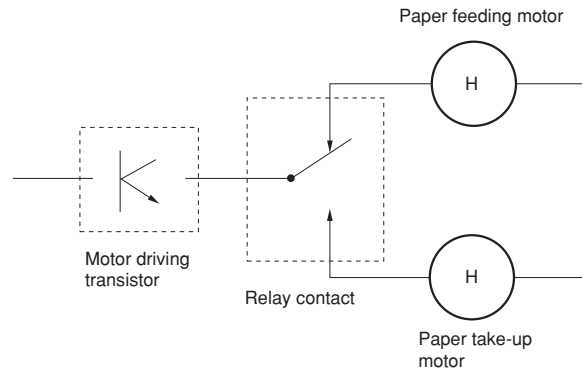 Paper feeding motor
H
Motor driving
transistor
Relay contact
H
Paper take-up
motor